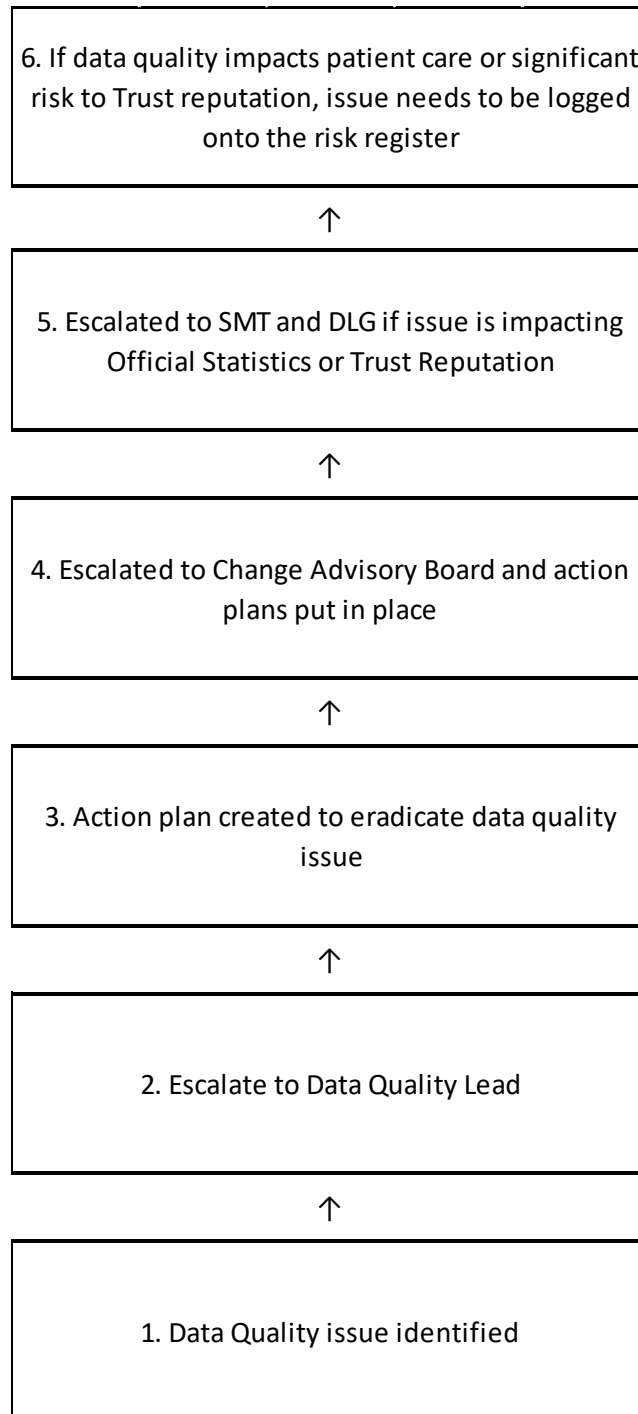 6. If data quality impacts patient care or significant
risk to Trust reputation, issue needs to be logged
onto the risk register
↑
5. Escalated to SMT and DLG if issue is impacting
Official Statistics or Trust Reputation
↑
4. Escalated to Change Advisory Board and action
plans put in place
↑
3. Action plan created to eradicate data quality
issue
↑
2. Escalate to Data Quality Lead
↑
1. Data Quality issue identified